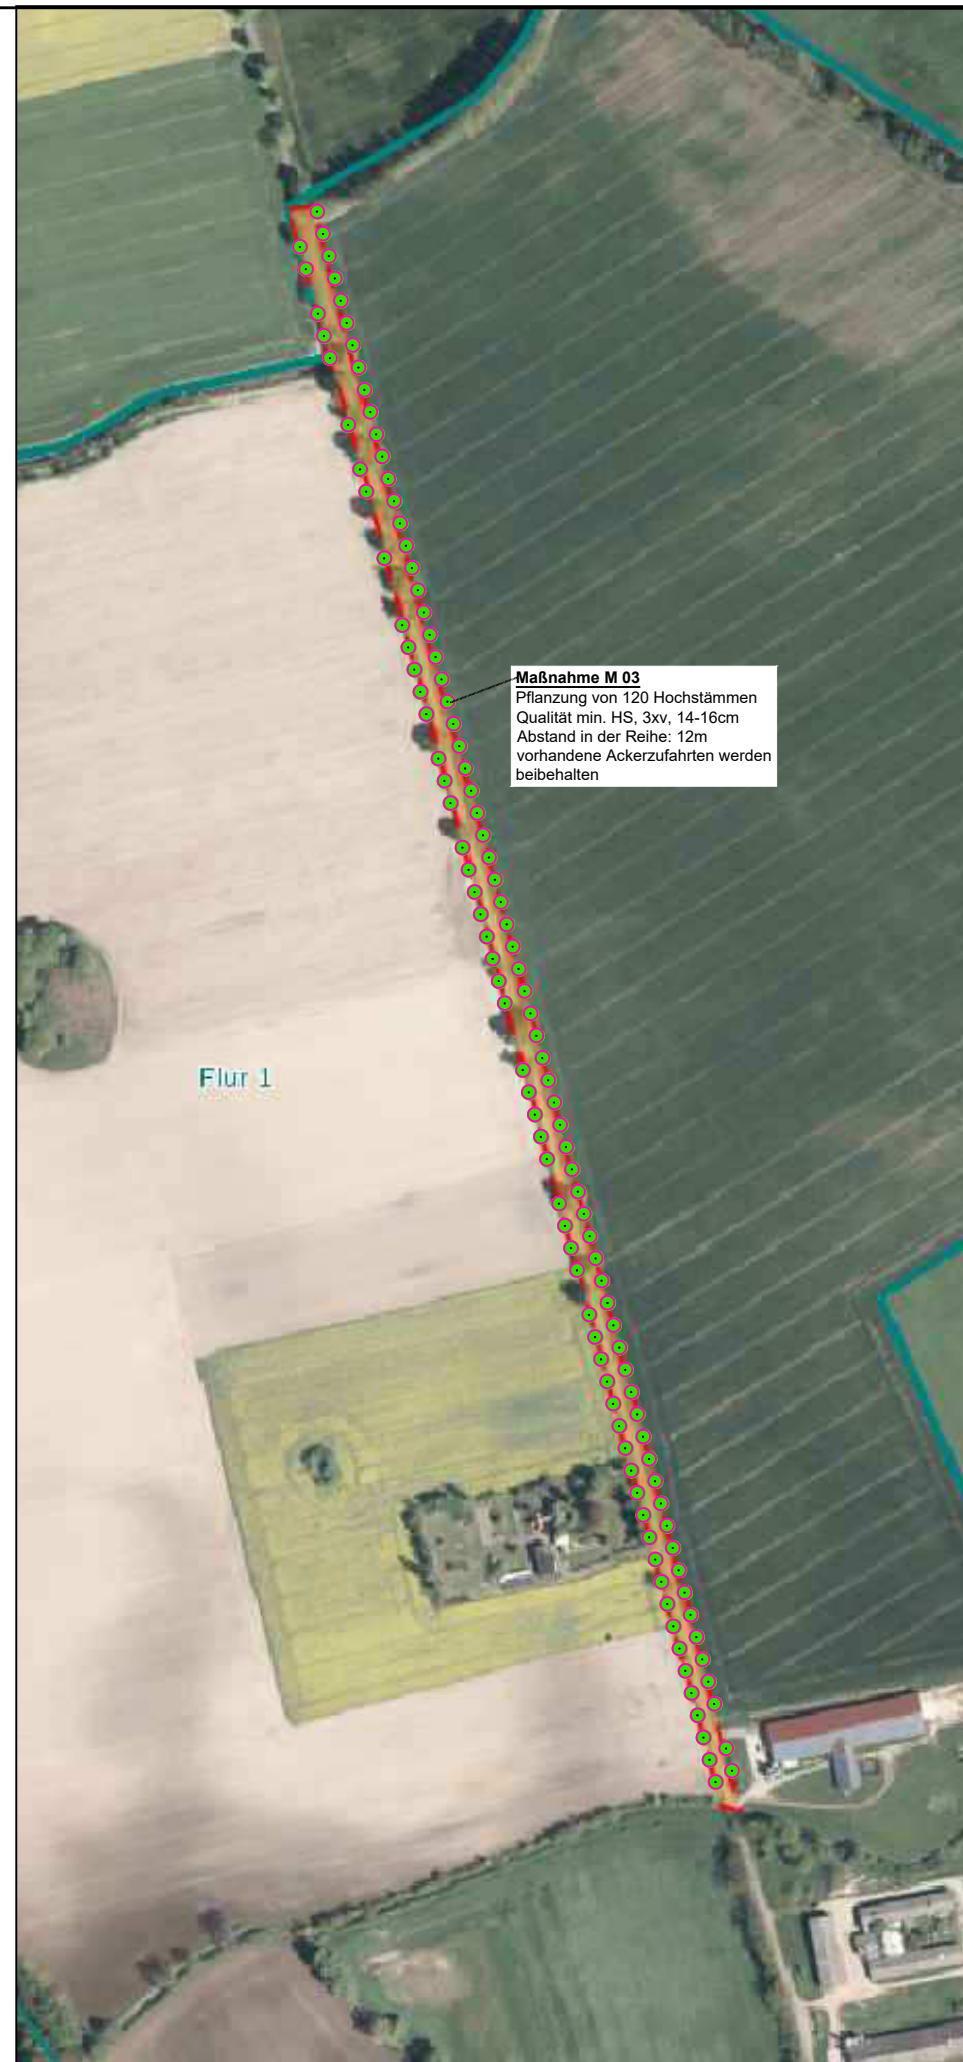 Maßnahme M 03
Pflanzung von 120 Hochstämmen
Qualität min. HS, 3xv, 14-16cm
Abstand in der Reihe: 12m
vorhandene Ackerzufahrten werden
beibehalten
Flur 1